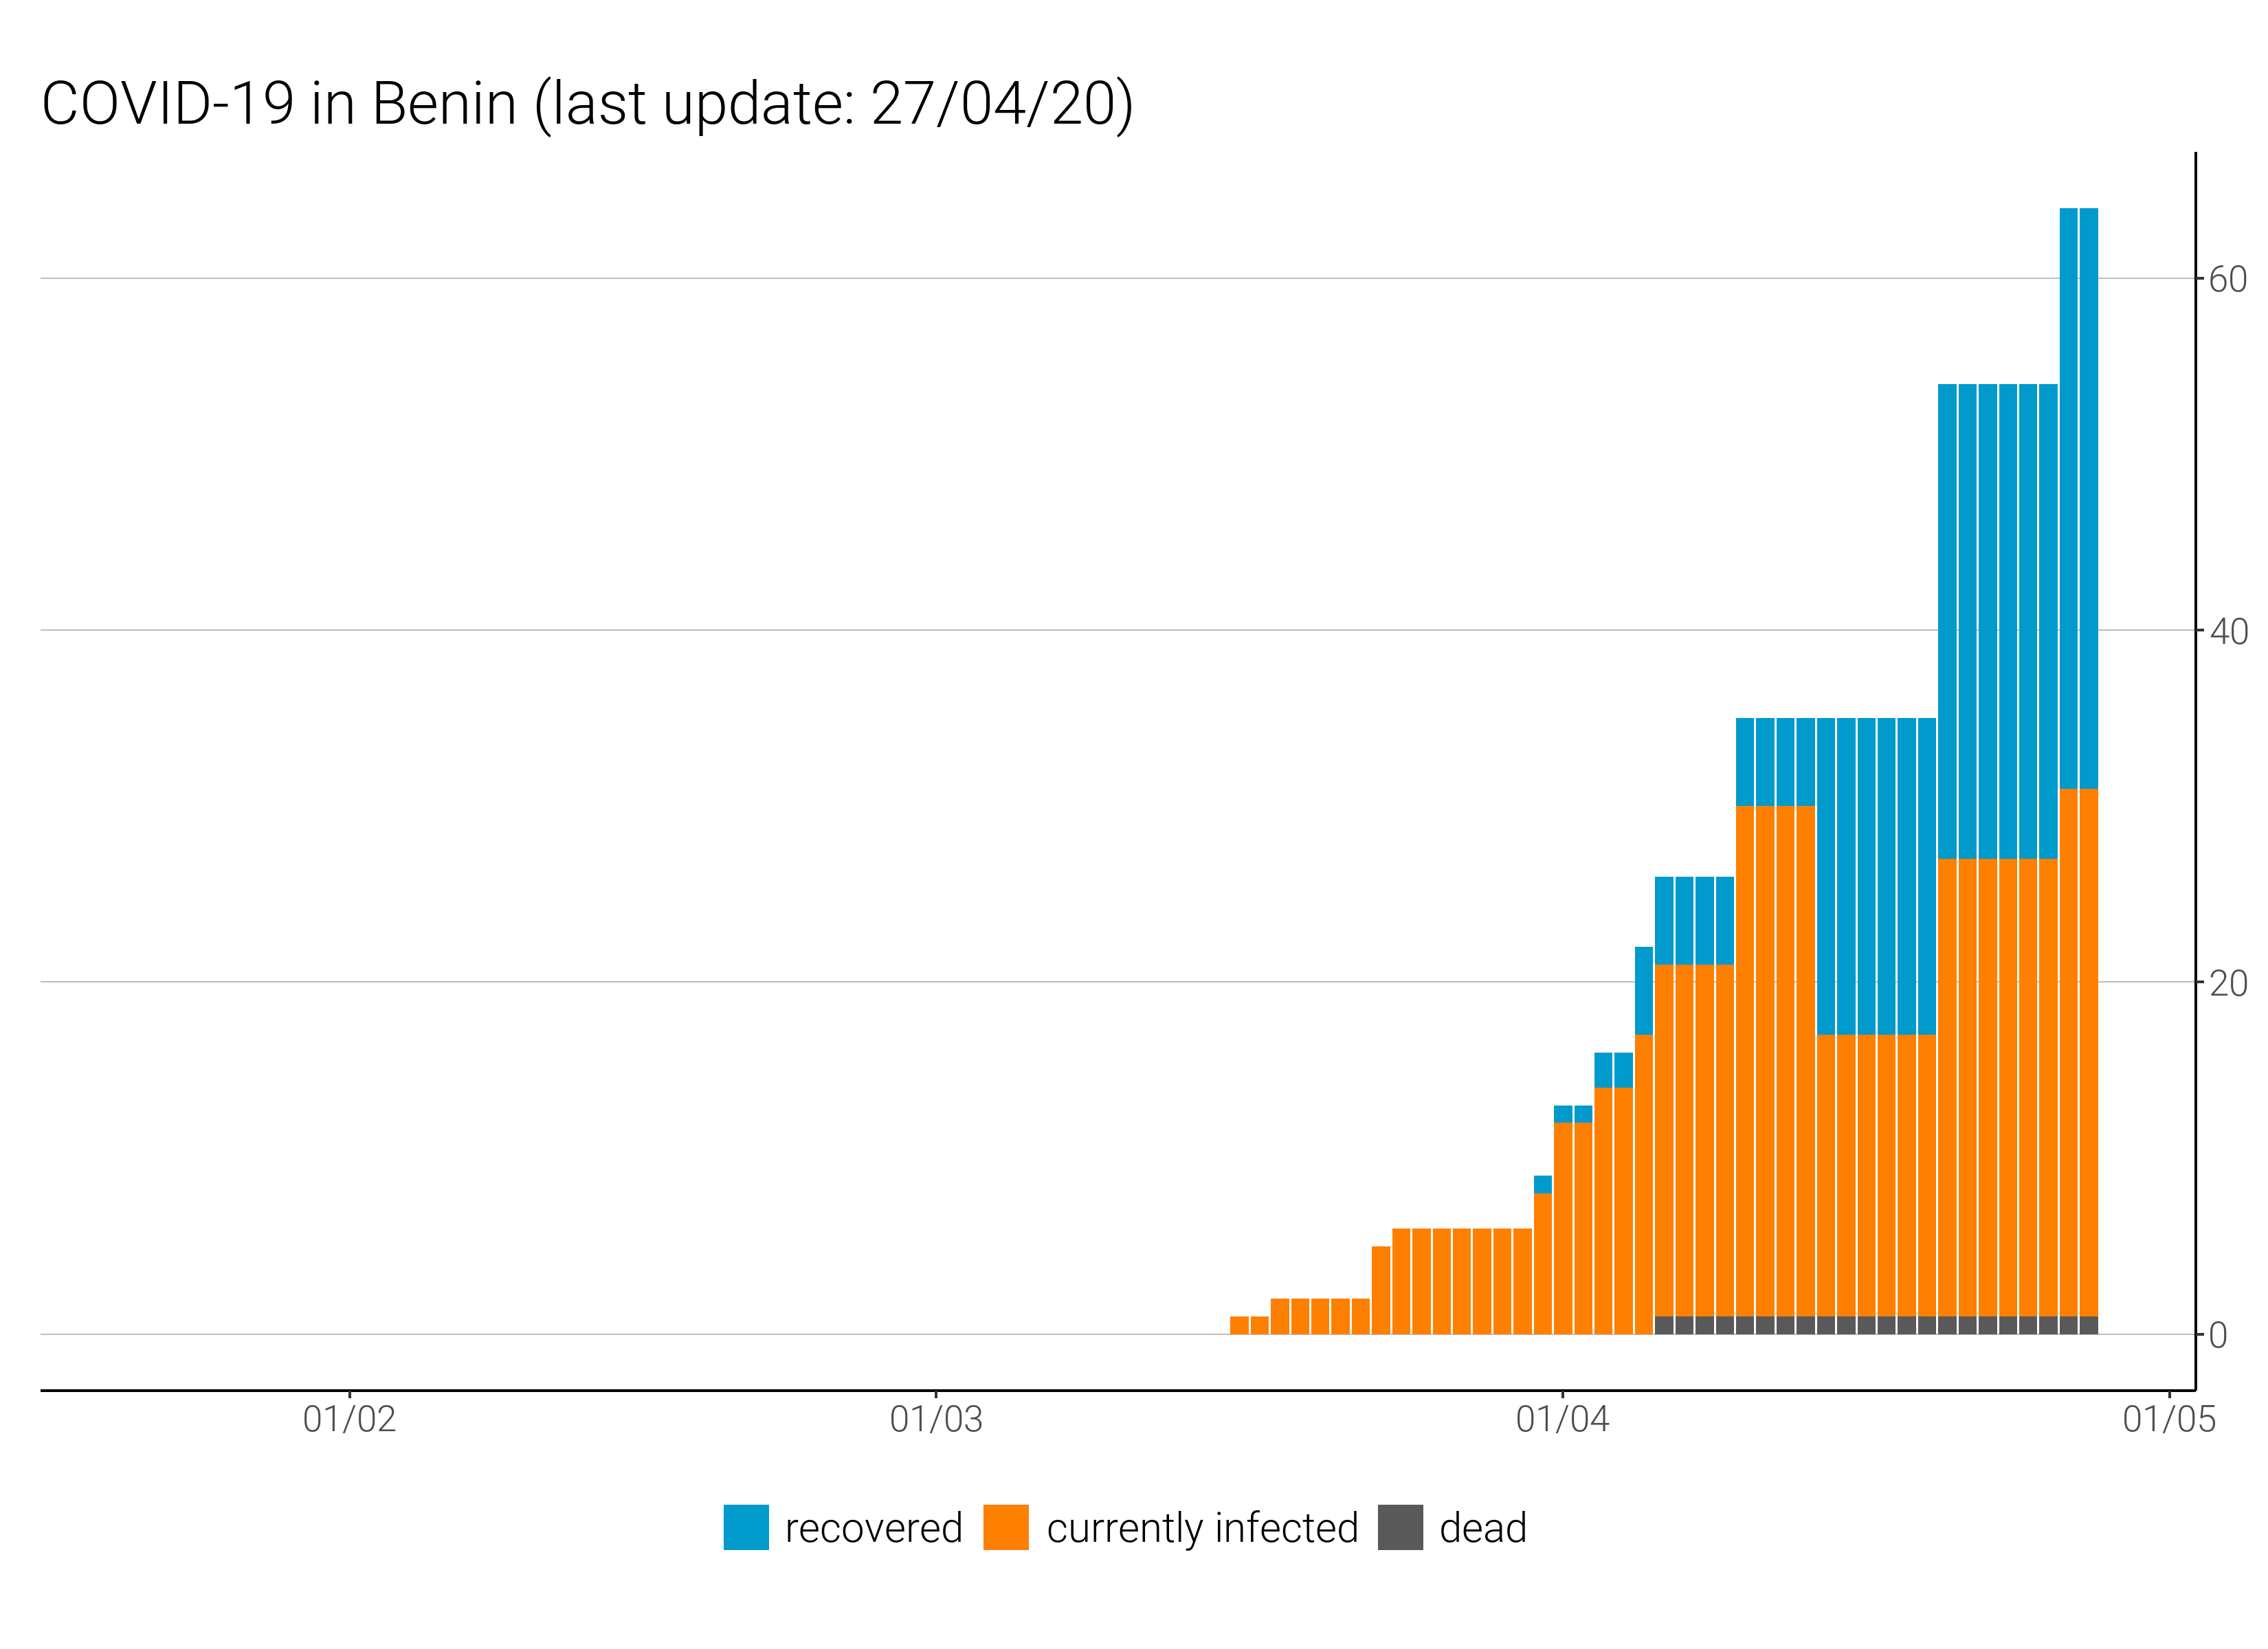 COVID-19 in Benin (last update: 27/04/20)
60
40
20
0
01/02 01/03 01/04 01/05
recovered currently infected dead